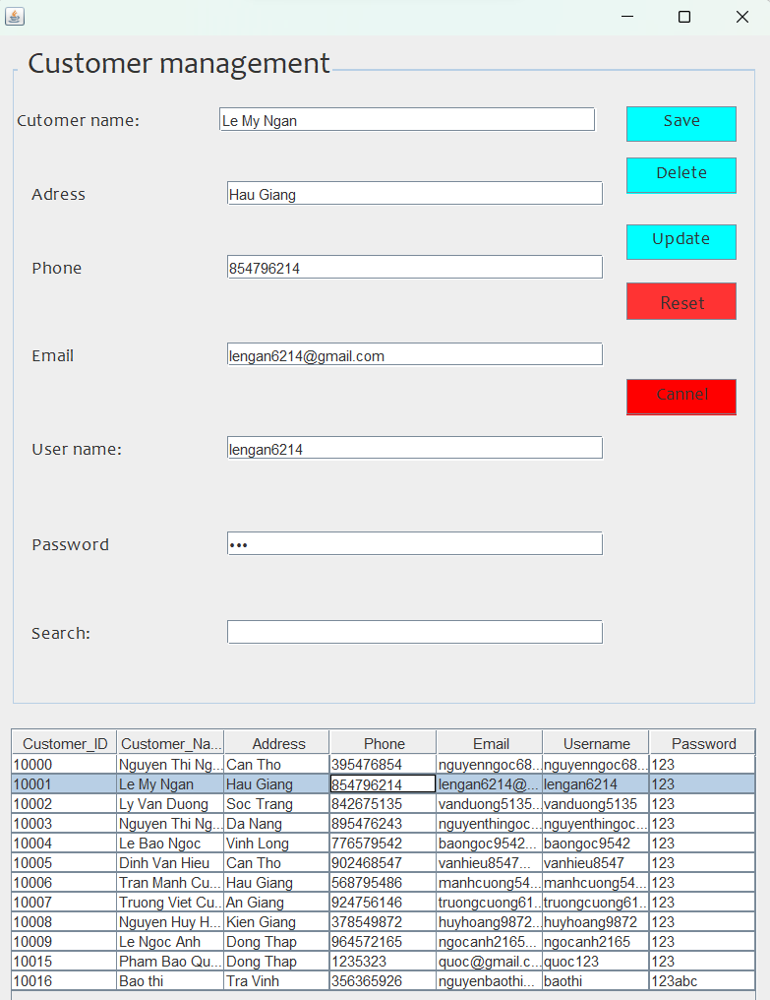 Customer management
Cutomer name: Le My Ngan Save
Delete
Adress Hau Giang
Update
Phone 854796214
Reset
Email lengan6214@gmail.com
Cannel
User name: lengan6214
Password •••
Search:
Customer_ID Customer_Na... Address Phone Email Username Password
10000 Nguyen Thi Ng... Can Tho 395476854 nguyenngoc68... nguyenngoc68... 123
10001 Le My Ngan Hau Giang 854796214 lengan6214@... lengan6214 123
10002 Ly Van Duong Soc Trang 842675135 vanduong5135... vanduong5135 123
10003 Nguyen Thi Ng... Da Nang 895476243 nguyenthingoc... nguyenthingoc... 123
10004 Le Bao Ngoc Vinh Long 776579542 baongoc9542... baongoc9542 123
10005 Dinh Van Hieu Can Tho 902468547 vanhieu8547... vanhieu8547 123
10006 Tran Manh Cu... Hau Giang 568795486 manhcuong54... manhcuong54... 123
10007 Truong Viet Cu... An Giang 924756146 truongcuong61... truongcuong61... 123
10008 Nguyen Huy H... Kien Giang 378549872 huyhoang9872... huyhoang9872 123
10009 Le Ngoc Anh Dong Thap 964572165 ngocanh2165... ngocanh2165 123
10015 Pham Bao Qu... Dong Thap 1235323 quoc@gmail.c... quoc123 123
10016 Bao thi Tra Vinh 356365926 nguyenbaothi... baothi 123abc